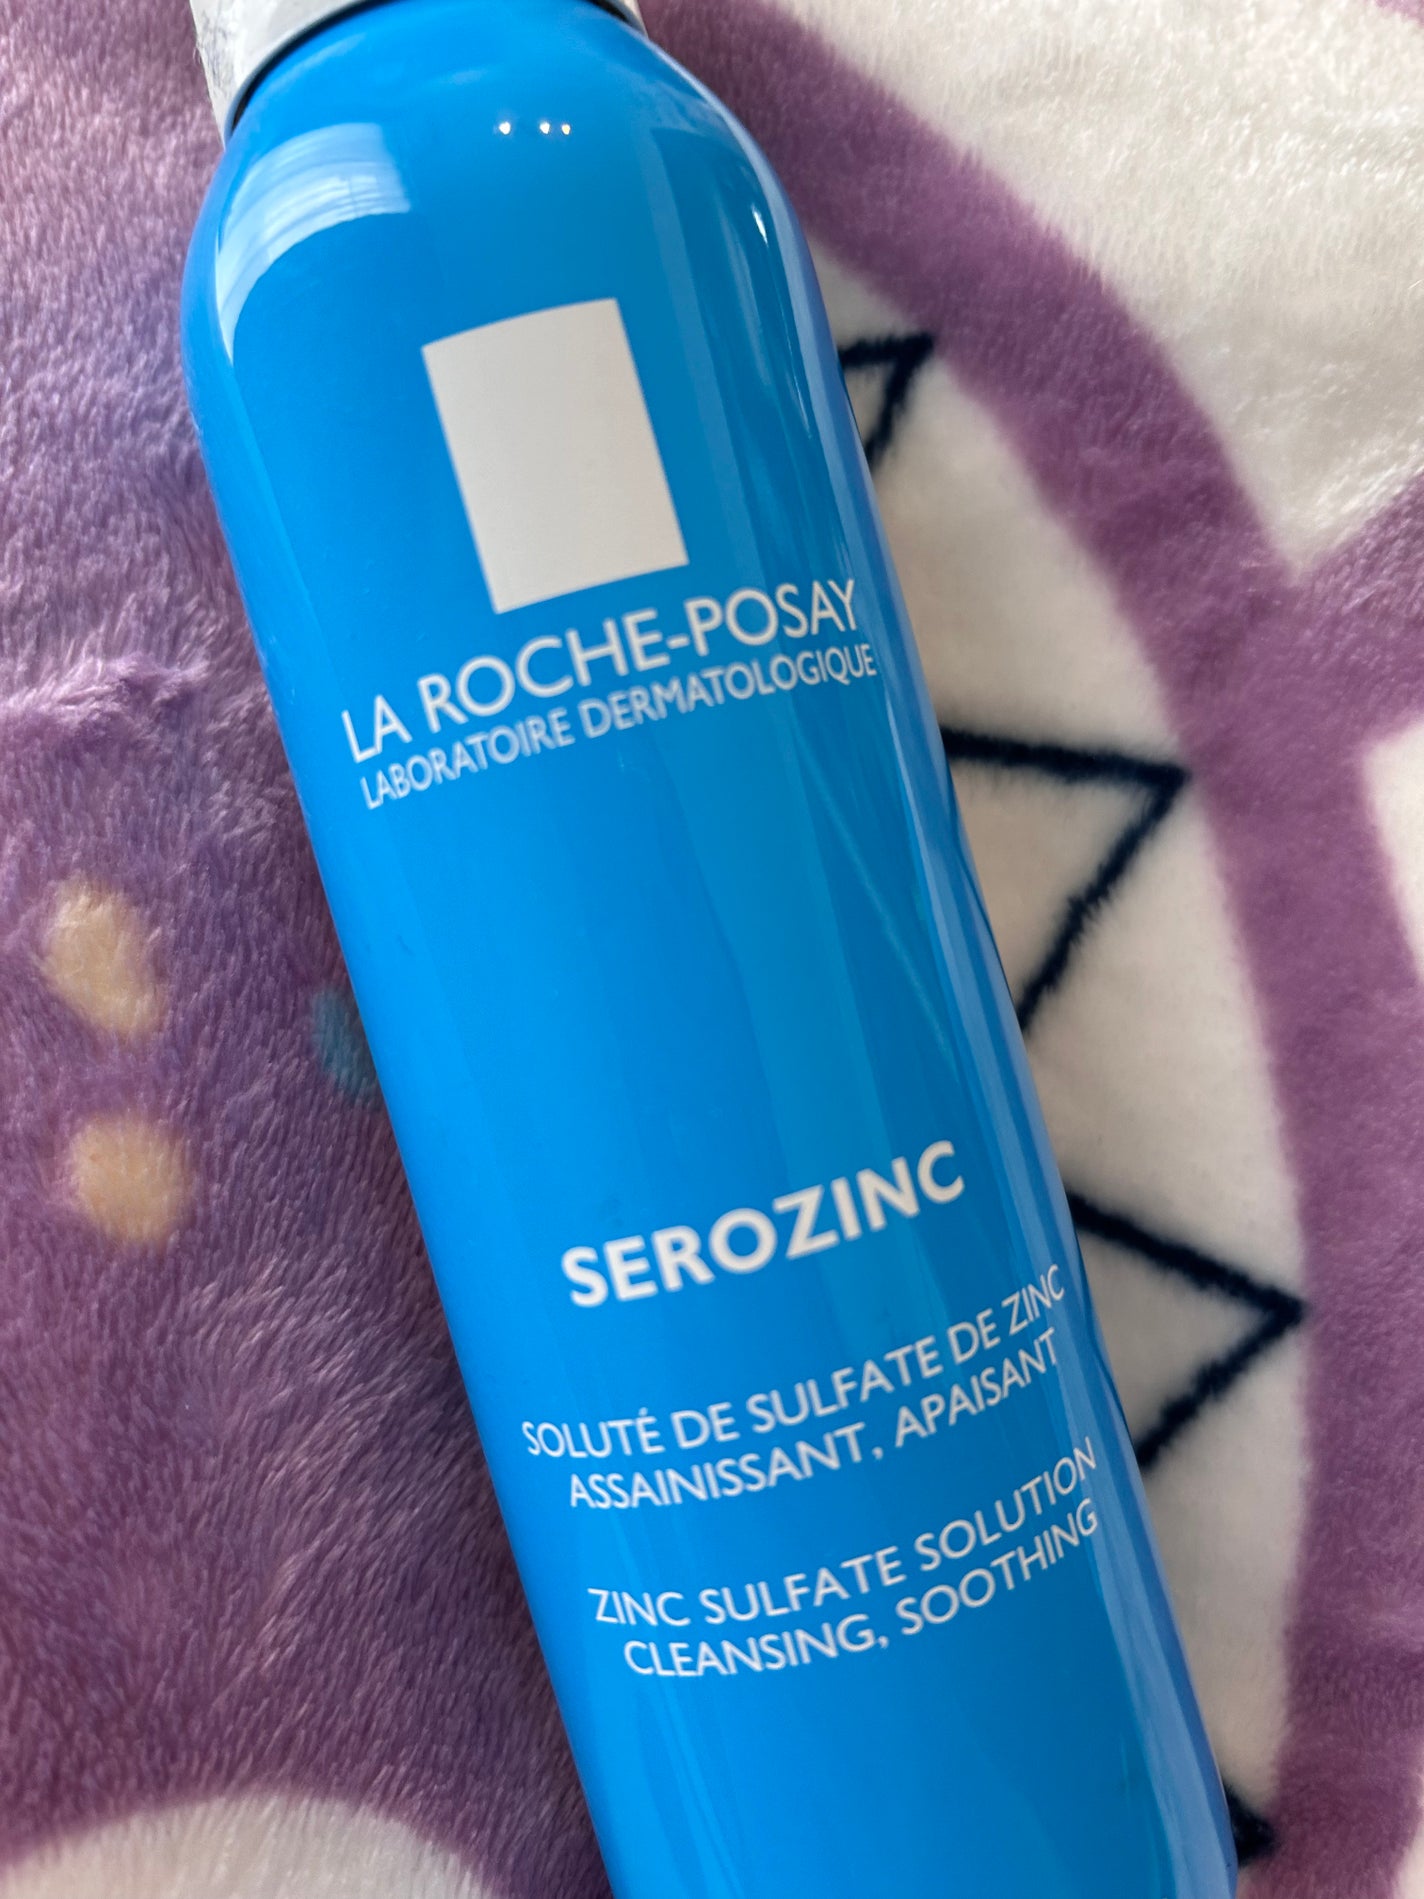 LA ROCHE-POSAY
LABORATOIRE DERMATOLOGIQUE
SEROZINC
SOLUTÉ DE SULFATE DE ZINC
ASSAINISSANT, APAISANT
ZINC SULFATE SOLUTION
CLEANSING, SOOTHING